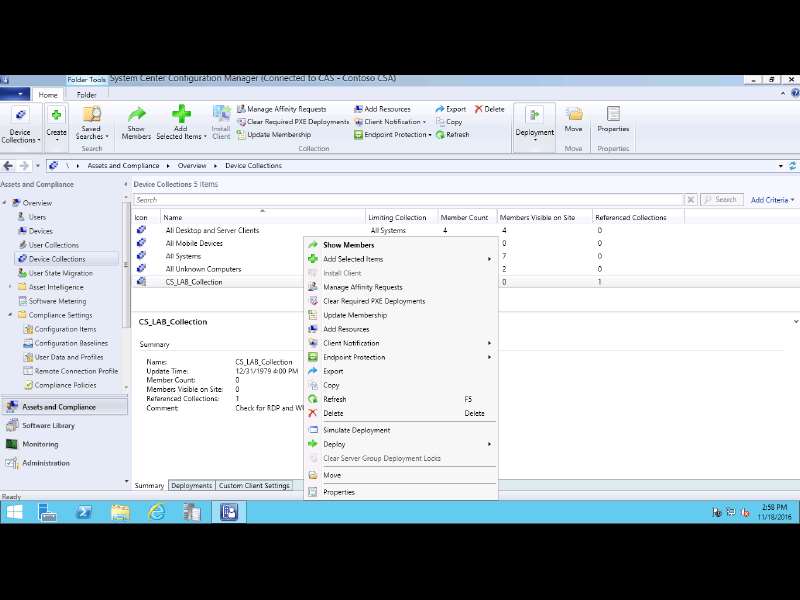 Folder Tools System Center Configuration Manager (Connected to CAS - Contoso CSA)
Home Folder
Device Collections
Create
Saved Searches
Show Members
Add Selected Items
Install Client
Manage Affinity Requests
Clear Required PXE Deployments
Update Membership
Add Resources
Client Notification
Endpoint Protection
Export
Copy
Refresh
Delete
Deployment
Move
Properties
Search
Collection
Move
Properties
\ Assets and Compliance Overview Device Collections
Assets and Compliance
Overview
Users
Devices
User Collections
Device Collections
User State Migration
Asset Intelligence
Software Metering
Compliance Settings
Configuration Items
Configuration Baselines
User Data and Profiles
Remote Connection Profile
Compliance Policies
Assets and Compliance
Software Library
Monitoring
Administration
Device Collections 5 items
Search
Search
Add Criteria
Icon Name Limiting Collection Member Count Members Visible on Site Referenced Collections
All Desktop and Server Clients All Systems 4 4 0
All Mobile Devices 0 0
All Systems 7 0
All Unknown Computers 2 0
CS_LAB_Collection 0 1
Show Members
Add Selected Items
Install Client
Manage Affinity Requests
Clear Required PXE Deployments
Update Membership
Add Resources
Client Notification
Endpoint Protection
Export
Copy
Refresh F5
Delete Delete
Simulate Deployment
Deploy
Clear Server Group Deployment Locks
Move
Properties
CS_LAB_Collection
Summary
Name: CS_LAB_Collection
Update Time: 12/31/1979 4:00 PM
Member Count: 0
Members Visible on Site: 0
Referenced Collections: 1
Comment: Check for RDP and
Summary Deployments Custom Client Settings
Ready
2:58 PM
11/18/2016